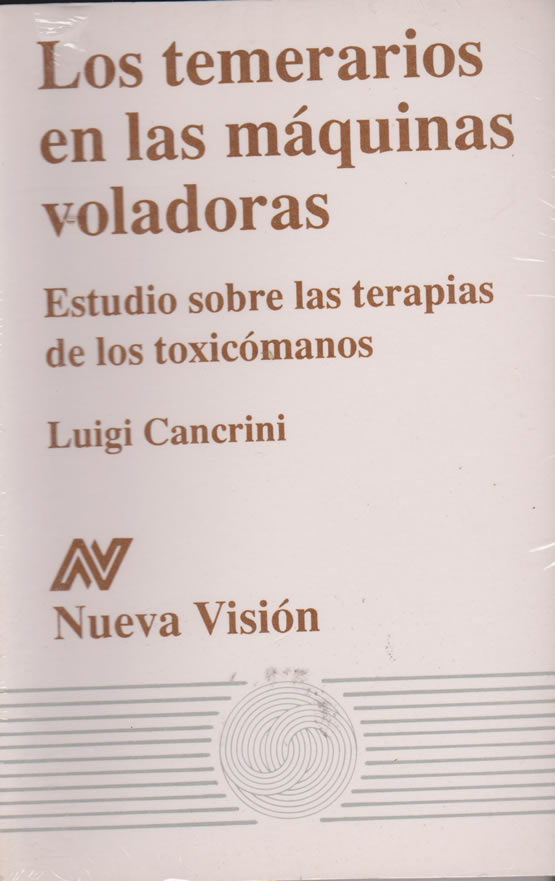 Los temerarios
en las máquinas
voladoras
Estudio sobre las terapias
de los toxicómanos
Luigi Cancrini
Nueva Visión